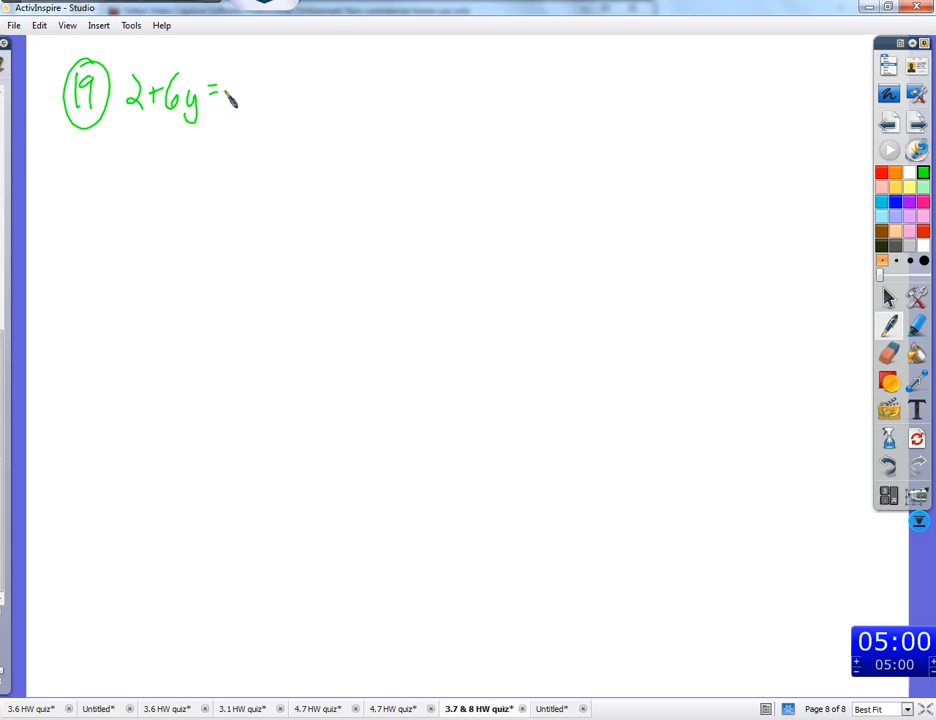 ActivInspire - Studio
File Edit View Insert Tools Help
19 2+6y=
05:00
05:00
3.6 HW quiz* Untitled* 3.6 HW quiz* 3.1 HW quiz* 4.7 HW quiz* 4.7 HW quiz* 3.7 & 8 HW quiz* Untitled* Page 8 of 8 Best Fit